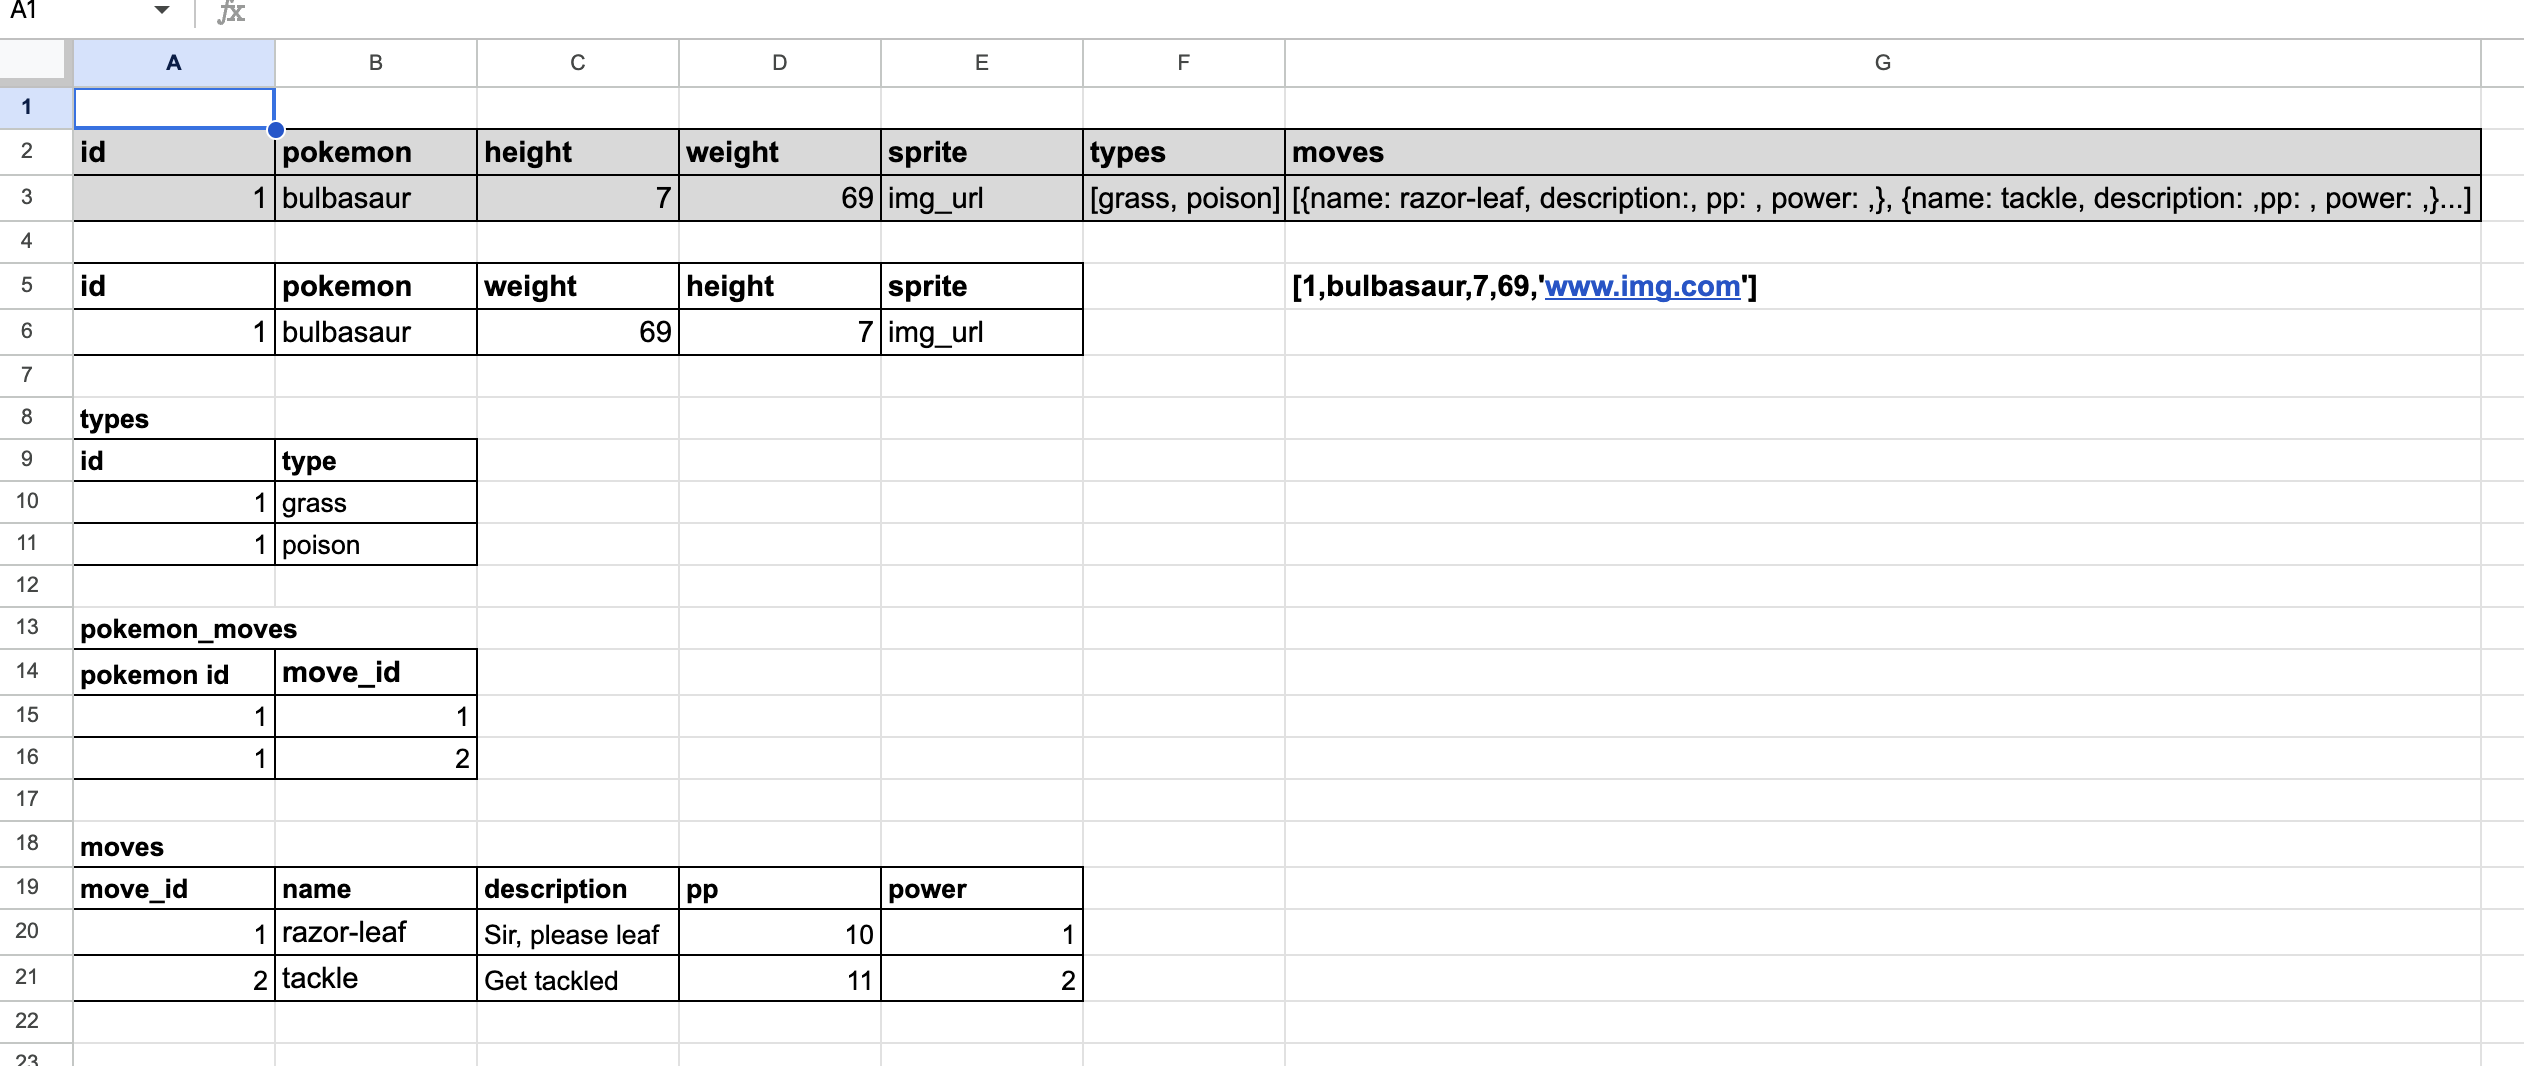 A1 fx
A B C D E F G
1
2 id pokemon height weight sprite types moves
3 1 bulbasaur 7 69 img_url [grass, poison] [{name: razor-leaf, description:, pp: , power: ,}, {name: tackle, description: ,pp: , power: ,}...]
4
5 id pokemon weight height sprite [1,bulbasaur,7,69,'www.img.com']
6 1 bulbasaur 69 7 img_url
7
8 types
9 id type
10 1 grass
11 1 poison
12
13 pokemon_moves
14 pokemon id move_id
15 1 1
16 1 2
17
18 moves
19 move_id name description pp power
20 1 razor-leaf Sir, please leaf 10 1
21 2 tackle Get tackled 11 2
22
23